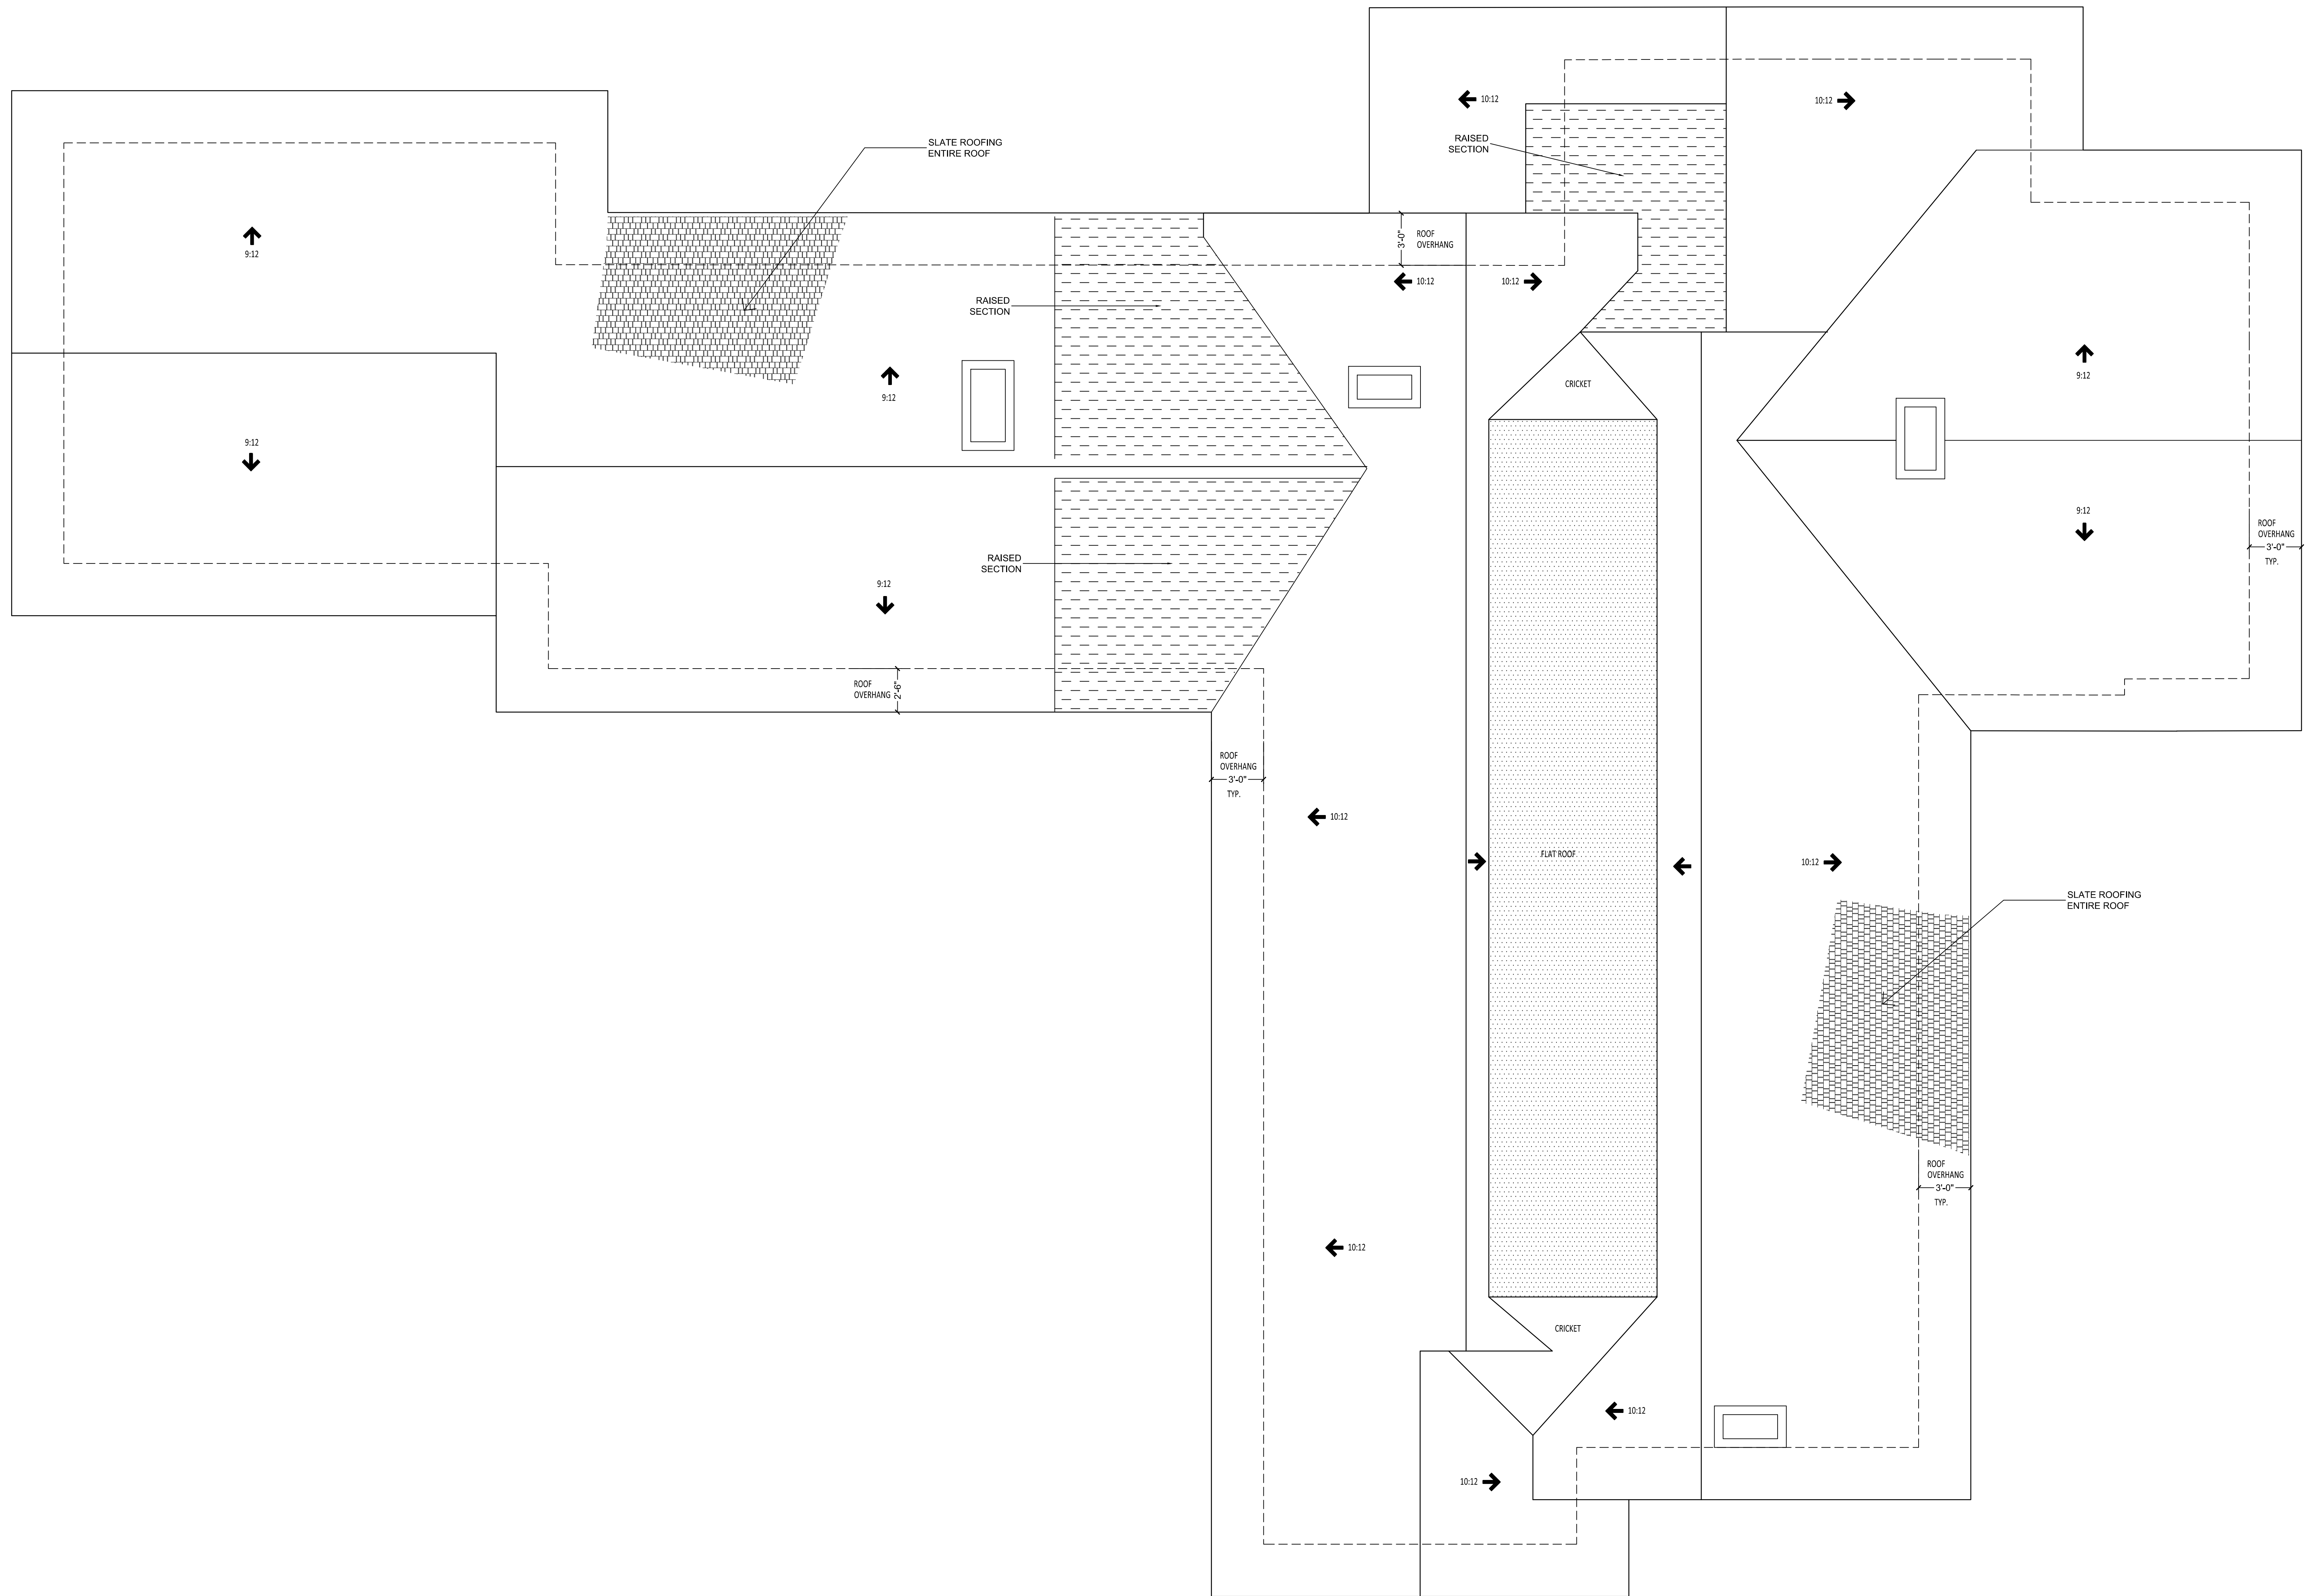 10:12
10:12
RAISED
SECTION
SLATE ROOFING
ENTIRE ROOF
9:12
3'-0"
ROOF
OVERHANG
10:12
10:12
RAISED
SECTION
CRICKET
9:12
9:12
9:12
9:12
ROOF
OVERHANG
3'-0"
TYP.
RAISED
SECTION
9:12
ROOF
OVERHANG
2'-6"
ROOF
OVERHANG
3'-0"
TYP.
10:12
FLAT ROOF
10:12
SLATE ROOFING
ENTIRE ROOF
ROOF
OVERHANG
3'-0"
TYP.
10:12
CRICKET
10:12
10:12